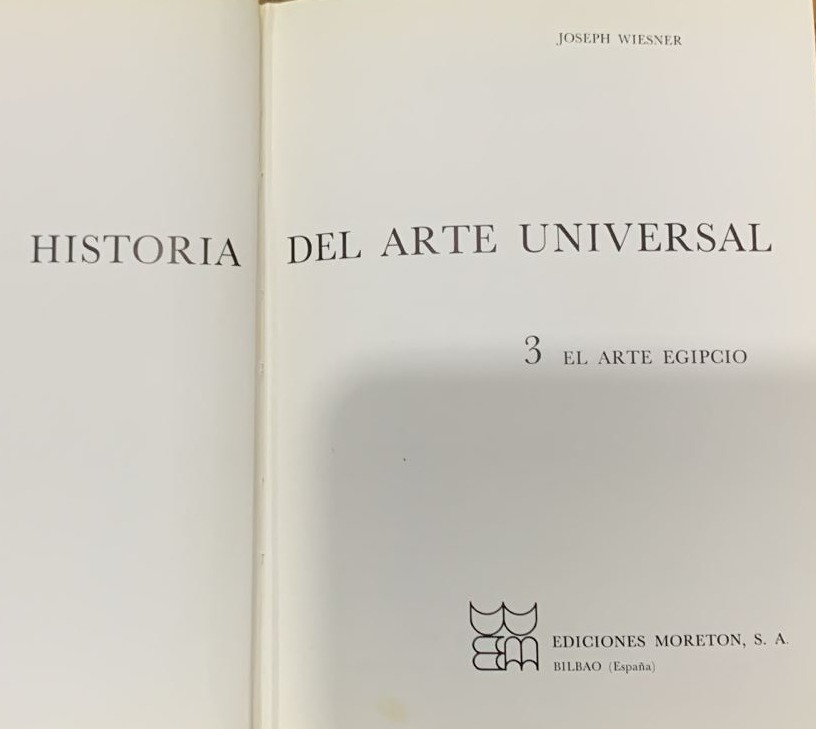 JOSEPH WIESNER
HISTORIA DEL ARTE UNIVERSAL
3 EL ARTE EGIPCIO
EDICIONES MORETON, S. A.
BILBAO (España)